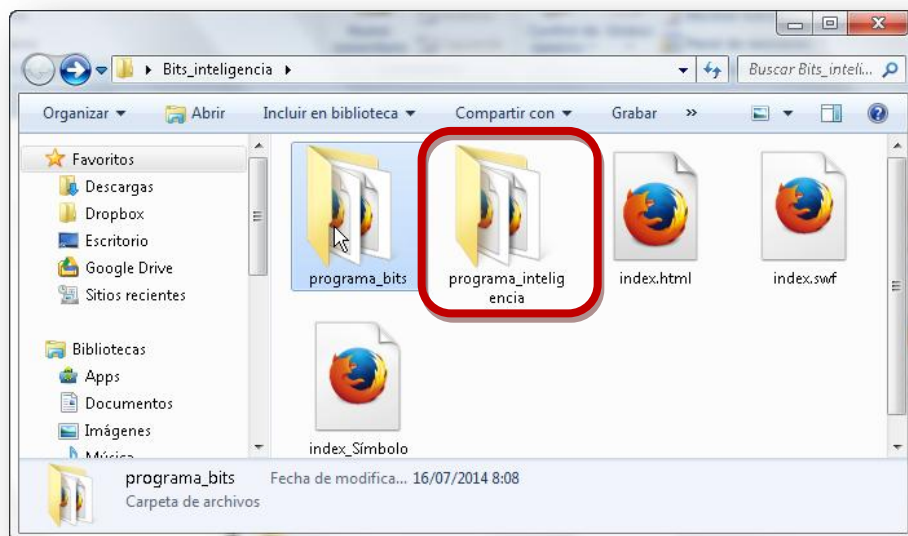 Bits_inteligencia
Buscar Bits_inteli...
Organizar
Abrir
Incluir en biblioteca
Compartir con
Grabar
»
Favoritos
Descargas
Dropbox
Escritorio
Google Drive
Sitios recientes
Bibliotecas
Apps
Documentos
Imágenes
Música
programa_bits
programa_intelig
encia
index.html
index.swf
index_Símbolo
programa_bits
Fecha de modifica... 16/07/2014 8:08
Carpeta de archivos